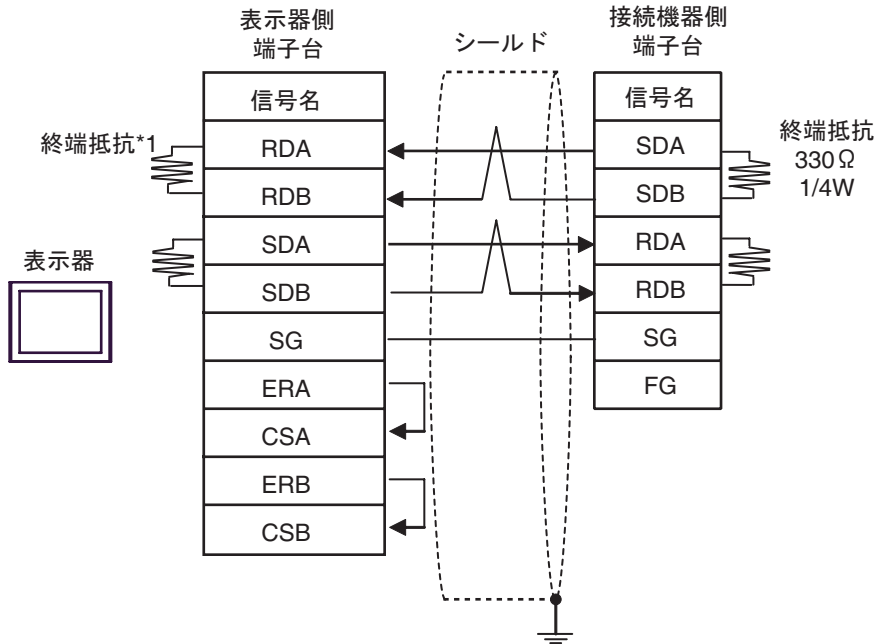 表示器側
端子台
シールド
接続機器側
端子台
信号名
信号名
終端抵抗*1
RDA
SDA
終端抵抗
330Ω
1/4W
RDB
SDB
SDA
RDA
表示器
SDB
RDB
SG
SG
ERA
FG
CSA
ERB
CSB